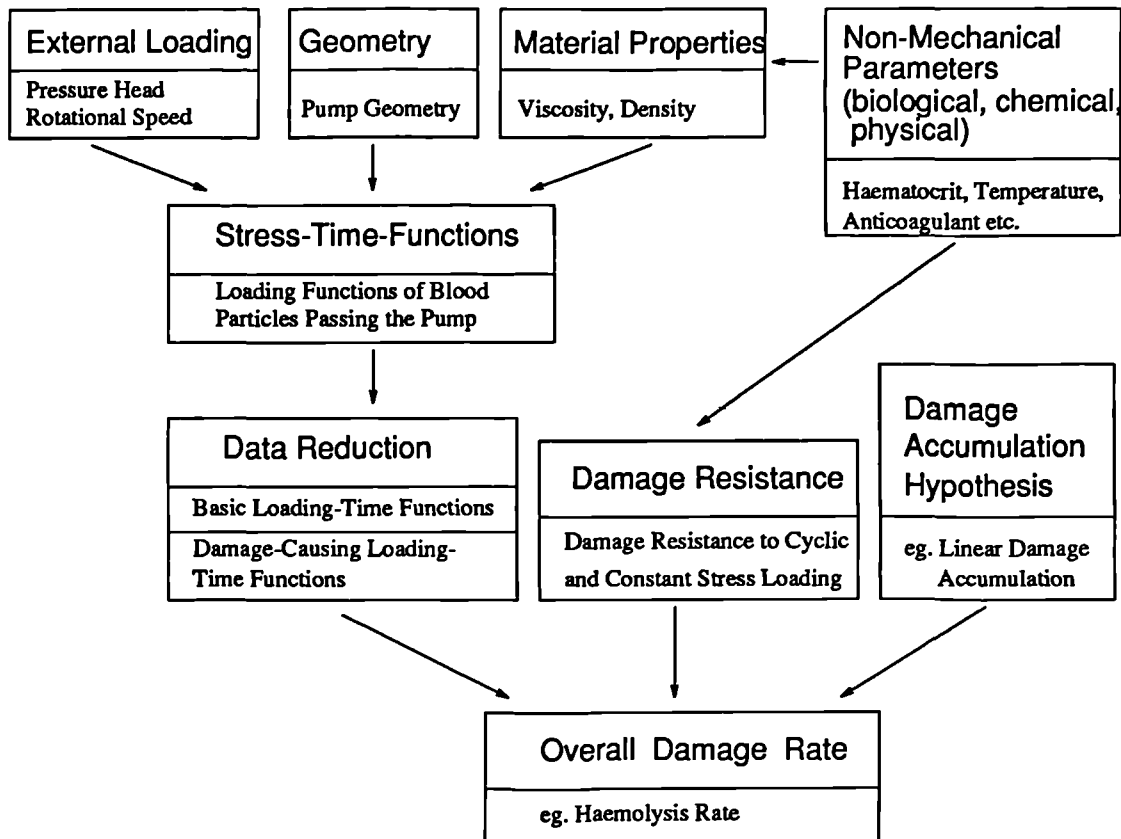 External Loading
Pressure Head
Rotational Speed
Geometry
Pump Geometry
Material Properties
Viscosity, Density
Non-Mechanical
Parameters
(biological, chemical,
physical)
Haematocrit, Temperature,
Anticoagulant etc.
Stress-Time-Functions
Loading Functions of Blood
Particles Passing the Pump
Data Reduction
Basic Loading-Time Functions
Damage-Causing Loading-
Time Functions
Damage Resistance
Damage Resistance to Cyclic
and Constant Stress Loading
Damage
Accumulation
Hypothesis
eg. Linear Damage
Accumulation
Overall Damage Rate
eg. Haemolysis Rate